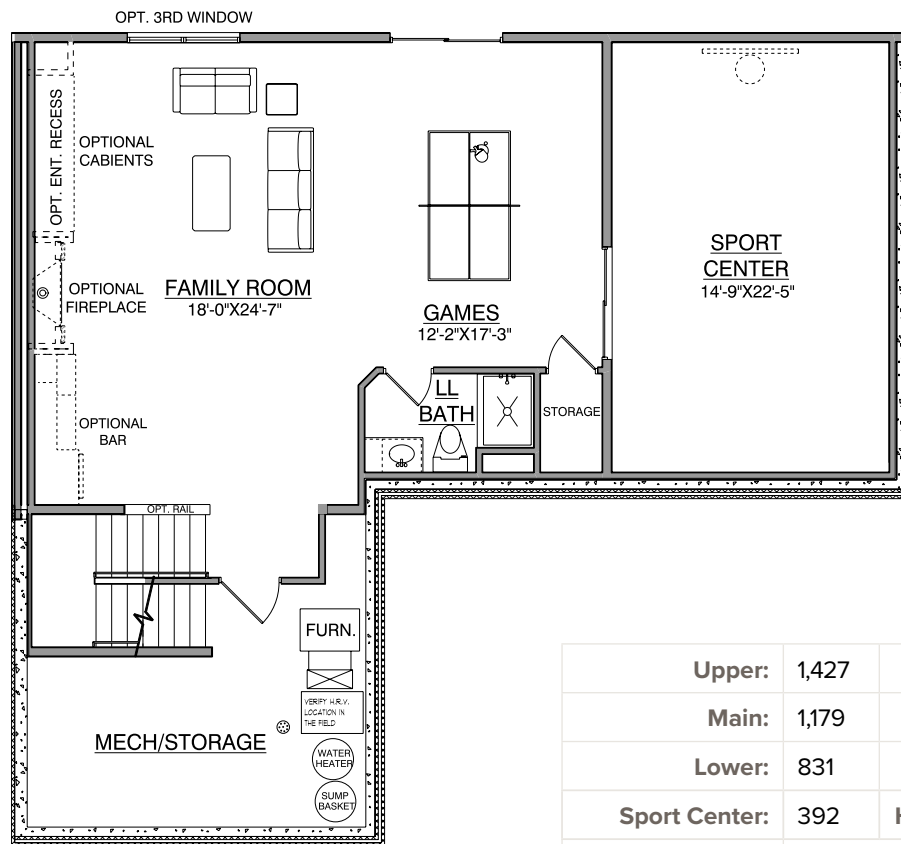 OPT. 3RD WINDOW
OPT. ENT. RECESS
OPTIONAL
CABIENTS
OPTIONAL
FIREPLACE
FAMILY ROOM
18'-0"X24'-7"
GAMES
12'-2"X17'-3"
SPORT
CENTER
14'-9"X22'-5"
OPTIONAL
BAR
LL
BATH
STORAGE
OPT. RAIL
FURN.
VERIFY H.R.V.
LOCATION IN
THE FIELD
MECH/STORAGE
WATER
HEATER
SUMP
BASKET
Upper: 1,427
Main: 1,179
Lower: 831
Sport Center: 392 H